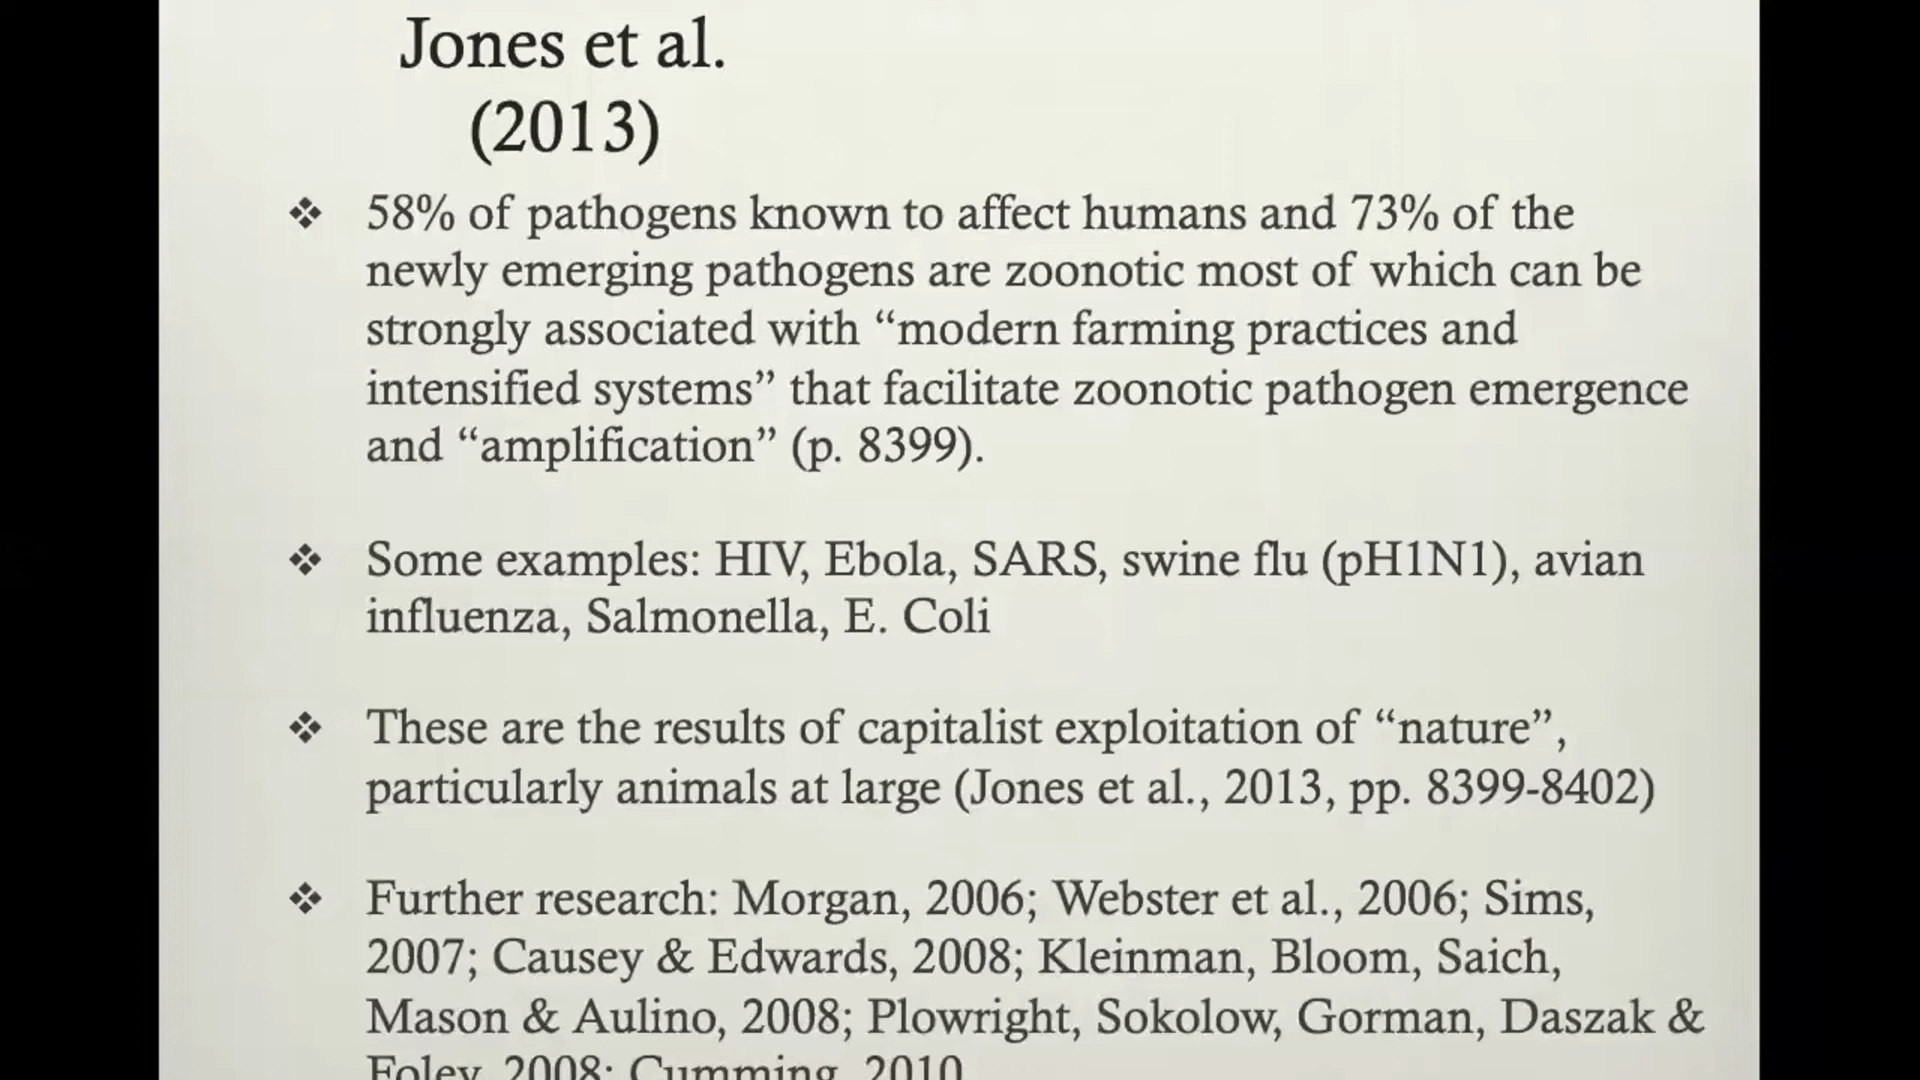 Jones et al.
(2013)
❖ 58% of pathogens known to affect humans and 73% of the
newly emerging pathogens are zoonotic most of which can be
strongly associated with “modern farming practices and
intensified systems” that facilitate zoonotic pathogen emergence
and “amplification” (p. 8399).
❖ Some examples: HIV, Ebola, SARS, swine flu (pH1N1), avian
influenza, Salmonella, E. Coli
❖ These are the results of capitalist exploitation of “nature”,
particularly animals at large (Jones et al., 2013, pp. 8399-8402)
❖ Further research: Morgan, 2006; Webster et al., 2006; Sims,
2007; Causey & Edwards, 2008; Kleinman, Bloom, Saich,
Mason & Aulino, 2008; Plowright, Sokolow, Gorman, Daszak &
Foley, 2008; Cumming, 2010